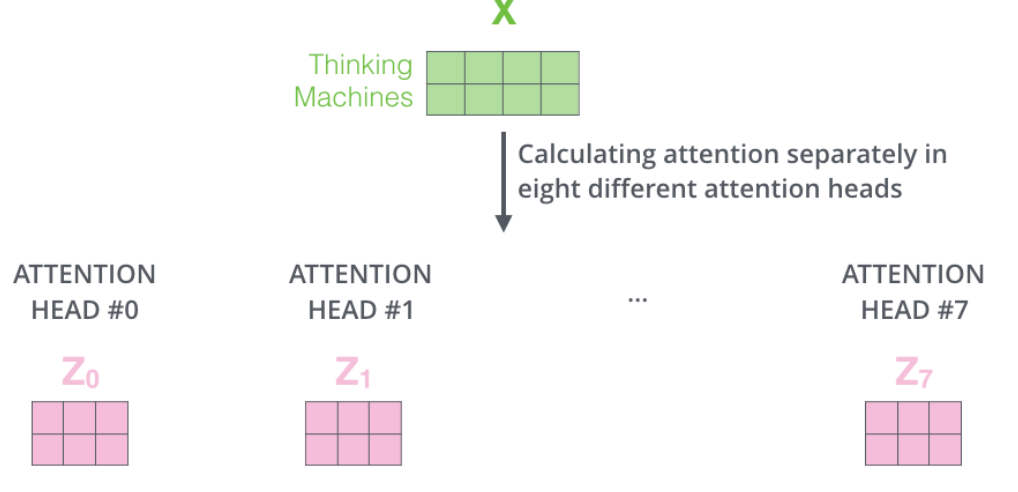 X
Thinking
Machines
Calculating attention separately in
eight different attention heads
ATTENTION
HEAD #0
ATTENTION
HEAD #1
...
ATTENTION
HEAD #7
Z0
Z1
Z7